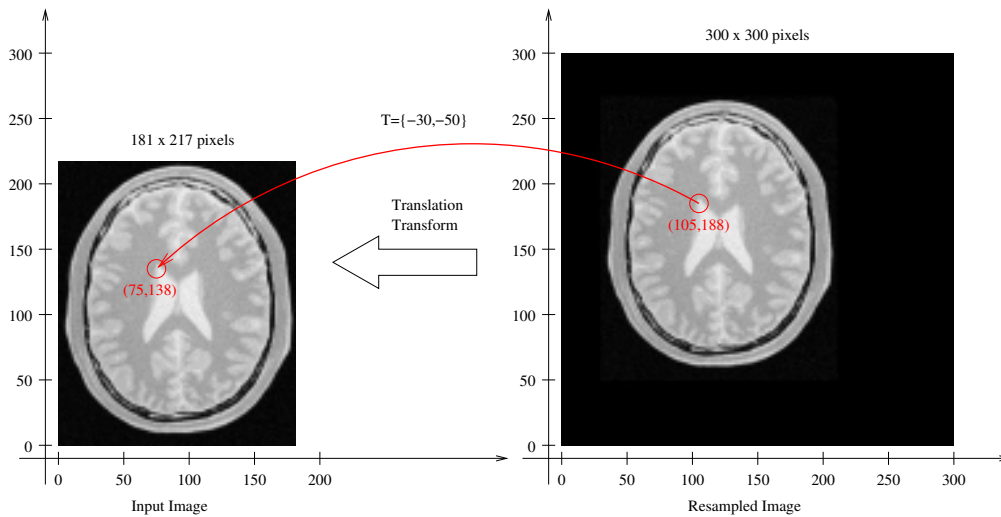 300 x 300 pixels
T={−30,−50}
181 x 217 pixels
Translation
Transform
(105,188)
(75,138)
300
250
200
150
100
50
0
0 50 100 150 200
Input Image
300
250
200
150
100
50
0
0 50 100 150 200 250 300
Resampled Image